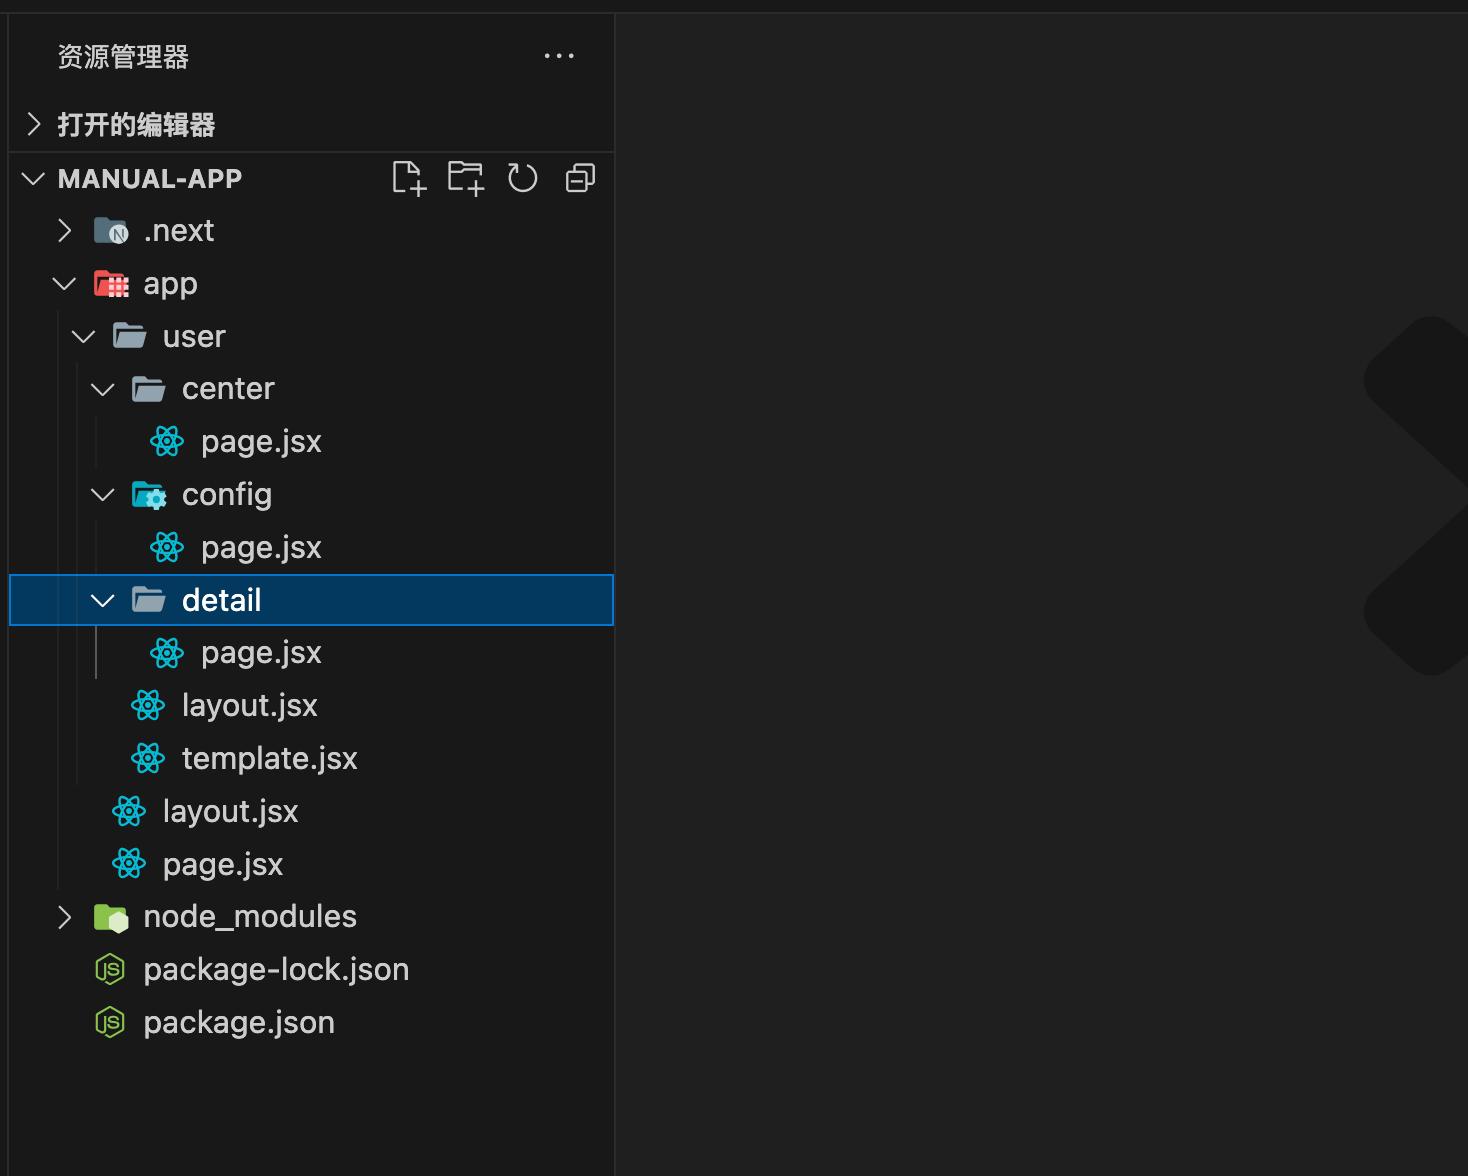 资源管理器
打开的编辑器
MANUAL-APP
.next
app
user
center
page.jsx
config
page.jsx
detail
page.jsx
layout.jsx
template.jsx
layout.jsx
page.jsx
node_modules
package-lock.json
package.json